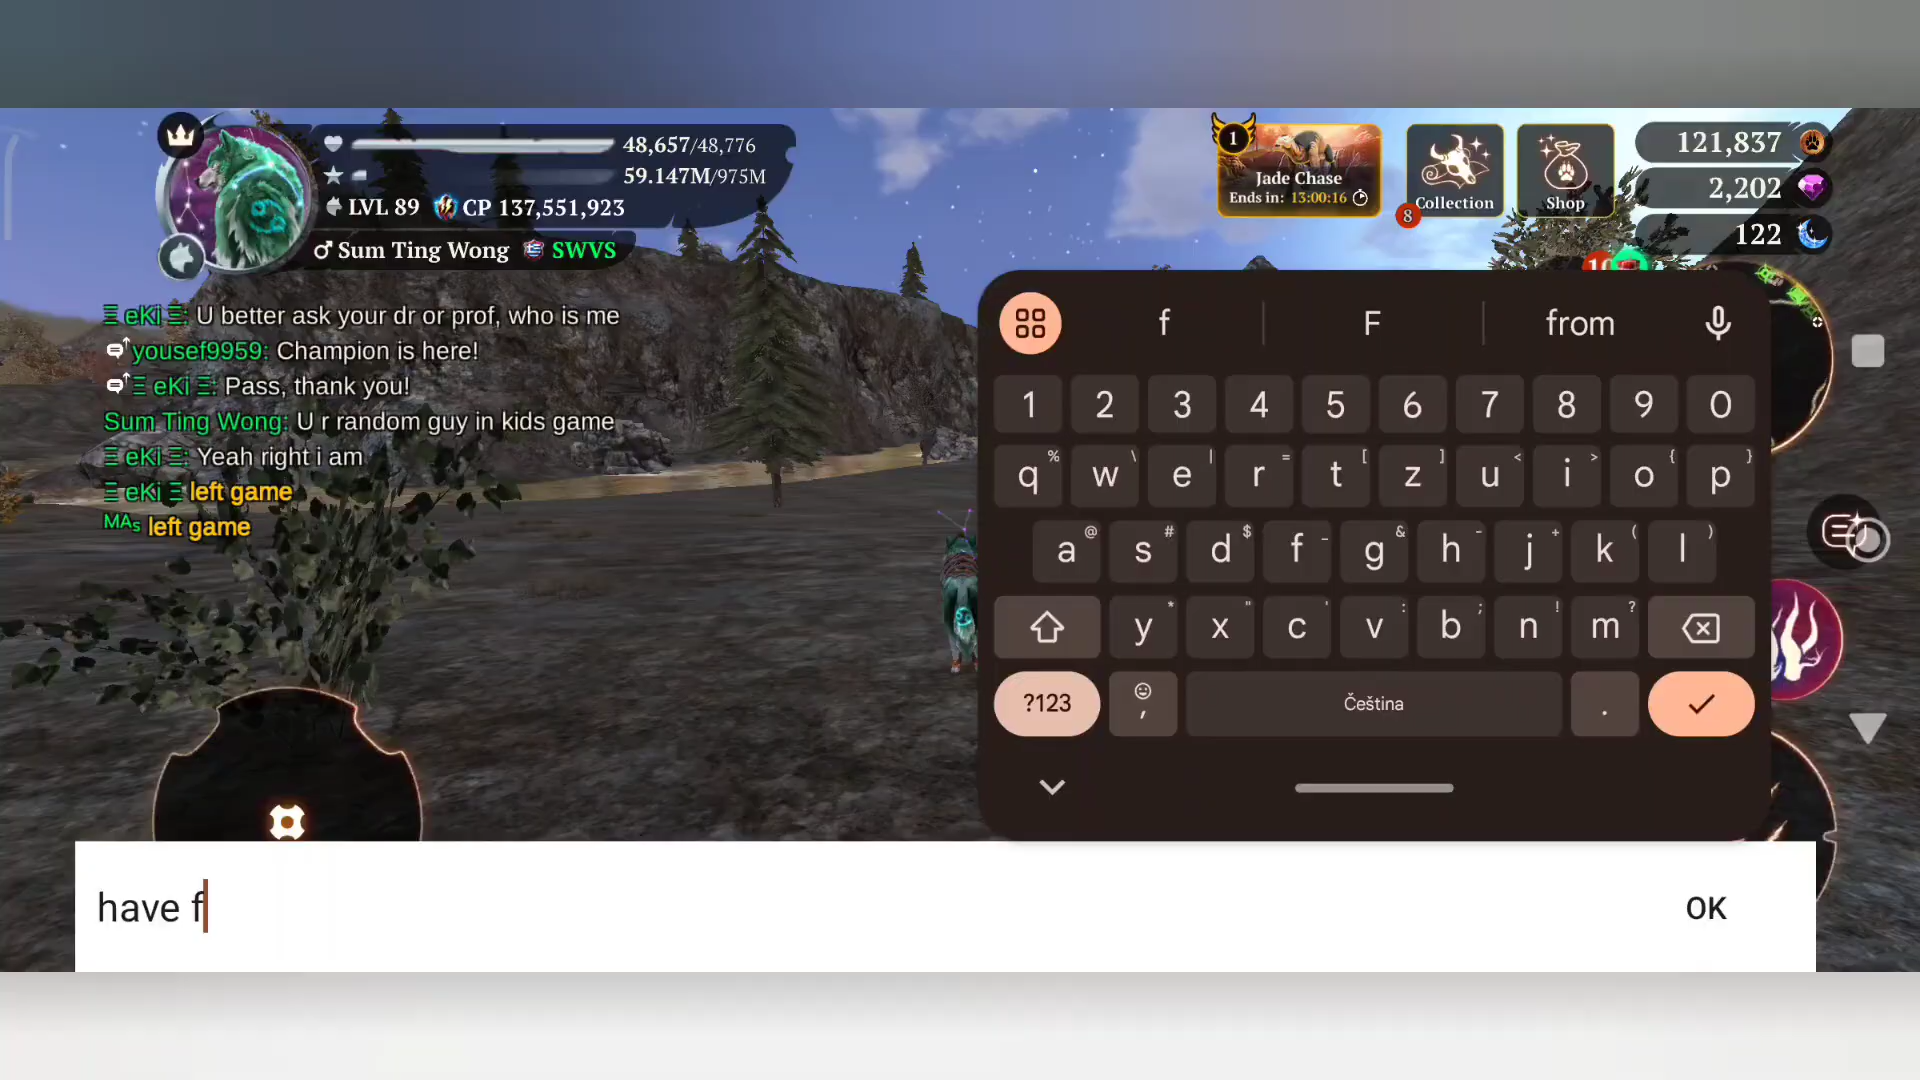 48,657/48,776
59.147M/975M
LVL 89 CP 137,551,923
♂ Sum Ting Wong SWVS
1
Jade Chase
Ends in: 13:00:16
Collection
8
Shop
121,837
2,202
122
Ξ eKi Ξ: U better ask your dr or prof, who is me
yousef9959: Champion is here!
Ξ eKi Ξ: Pass, thank you!
Sum Ting Wong: U r random guy in kids game
Ξ eKi Ξ: Yeah right i am
Ξ eKi Ξ left game
MAs left game
f F from
1 2 3 4 5 6 7 8 9 0
q % w \ e | r = t [ z ] u < i > o { p }
a @ s # d $ f _ g & h - j + k ( l )
y * x " c ' v : b ; n ! m ?
?123 , Čeština .
have f
OK